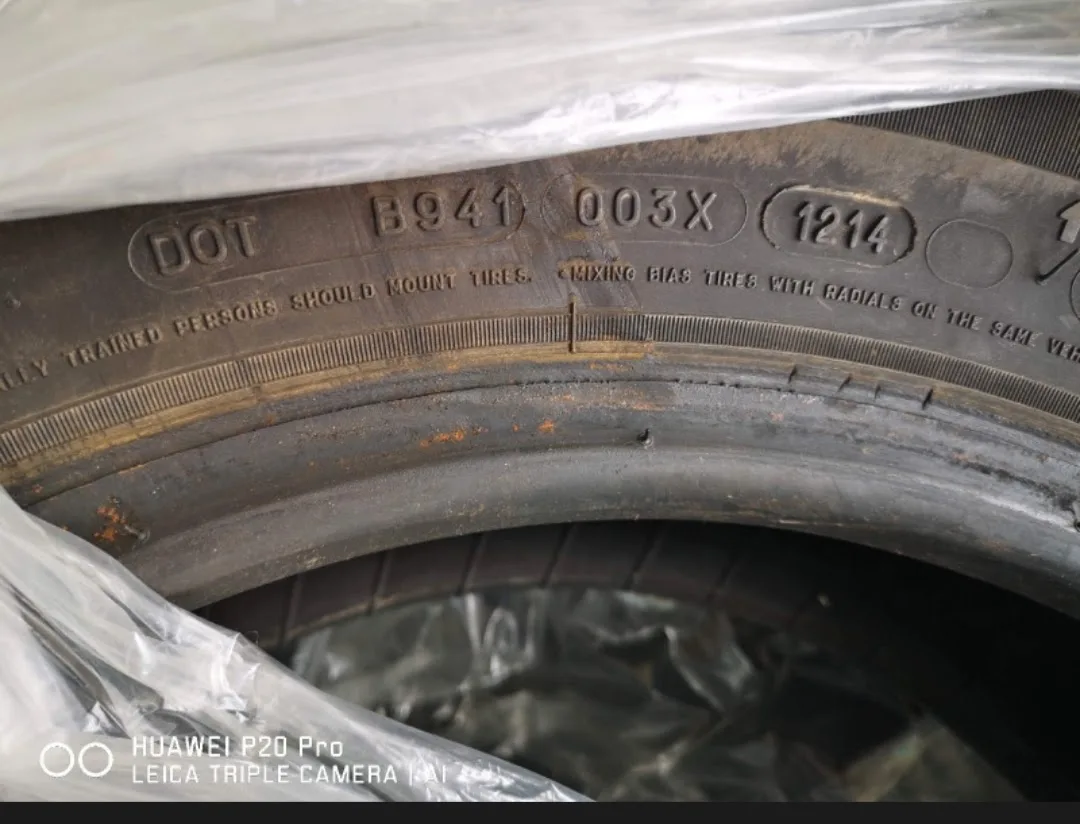 DOT B941 003X 1214
TRAINED PERSONS SHOULD MOUNT TIRES. •MIXING BIAS TIRES WITH RADIALS ON THE SAME
HUAWEI P20 Pro
LEICA TRIPLE CAMERA | AI